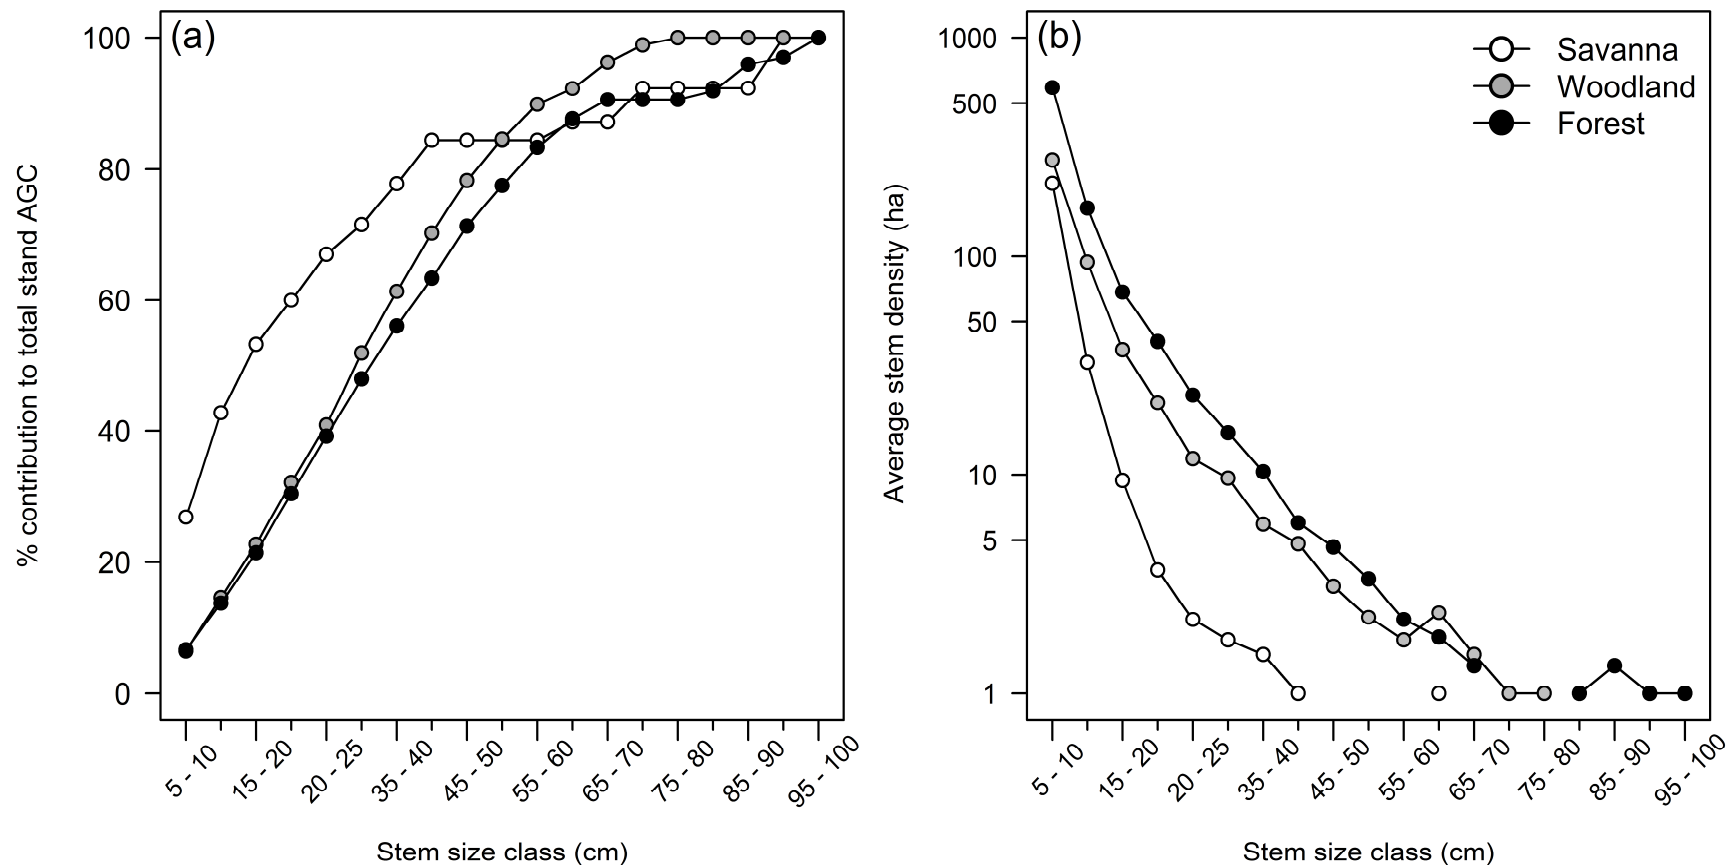 (a)
% contribution to total stand AGC
100
80
60
40
20
0
5 - 10
15 - 20
20 - 25
35 - 40
45 - 50
55 - 60
65 - 70
75 - 80
85 - 90
95 - 100
Stem size class (cm)
(b)
Savanna
Woodland
Forest
Average stem density (ha)
1000
500
100
50
10
5
1
5 - 10
15 - 20
20 - 25
35 - 40
45 - 50
55 - 60
65 - 70
75 - 80
85 - 90
95 - 100
Stem size class (cm)